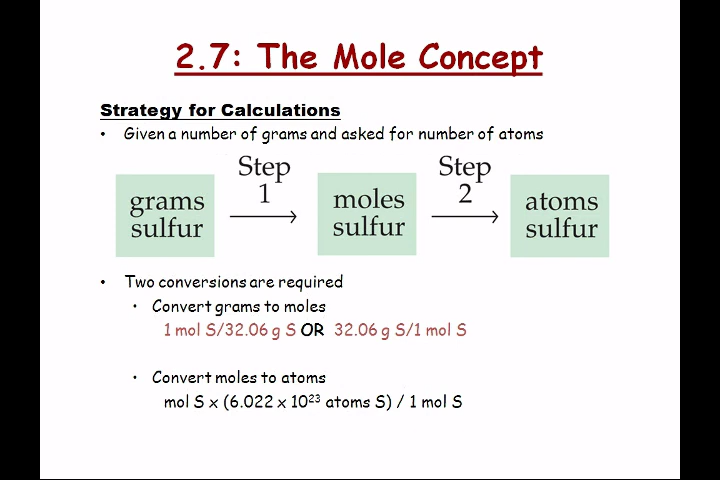 2.7: The Mole Concept
Strategy for Calculations
• Given a number of grams and asked for number of atoms
grams
sulfur
Step
1
moles
sulfur
Step
2
atoms
sulfur
• Two conversions are required
• Convert grams to moles
1 mol S/32.06 g S OR 32.06 g S/1 mol S
• Convert moles to atoms
mol S x (6.022 x 10²³ atoms S) / 1 mol S